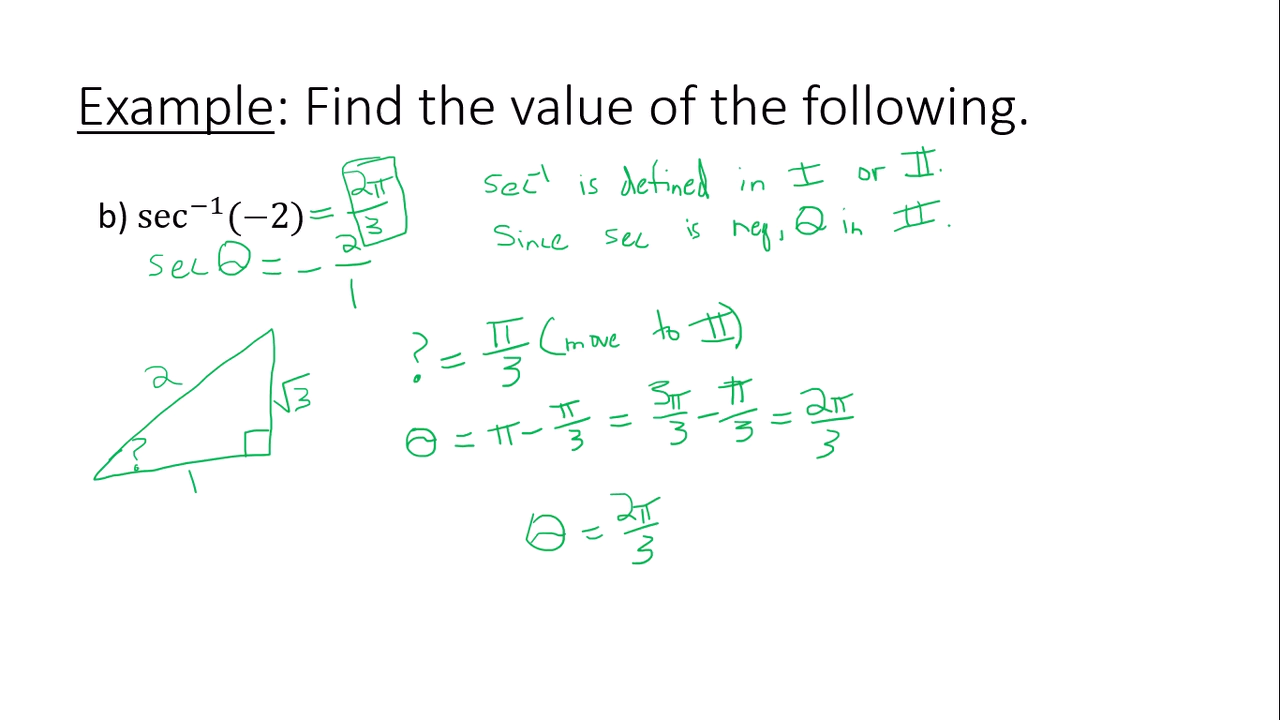 Example: Find the value of the following.
b) sec⁻¹(−2) = 2π/3
sec⁻¹ is defined in I or II.
Since sec is neg, θ in II.
sec θ = − 2/1
? = π/3 (move to II)
θ = π − π/3 = 3π/3 − π/3 = 2π/3
θ = 2π/3
2
√3
?
1